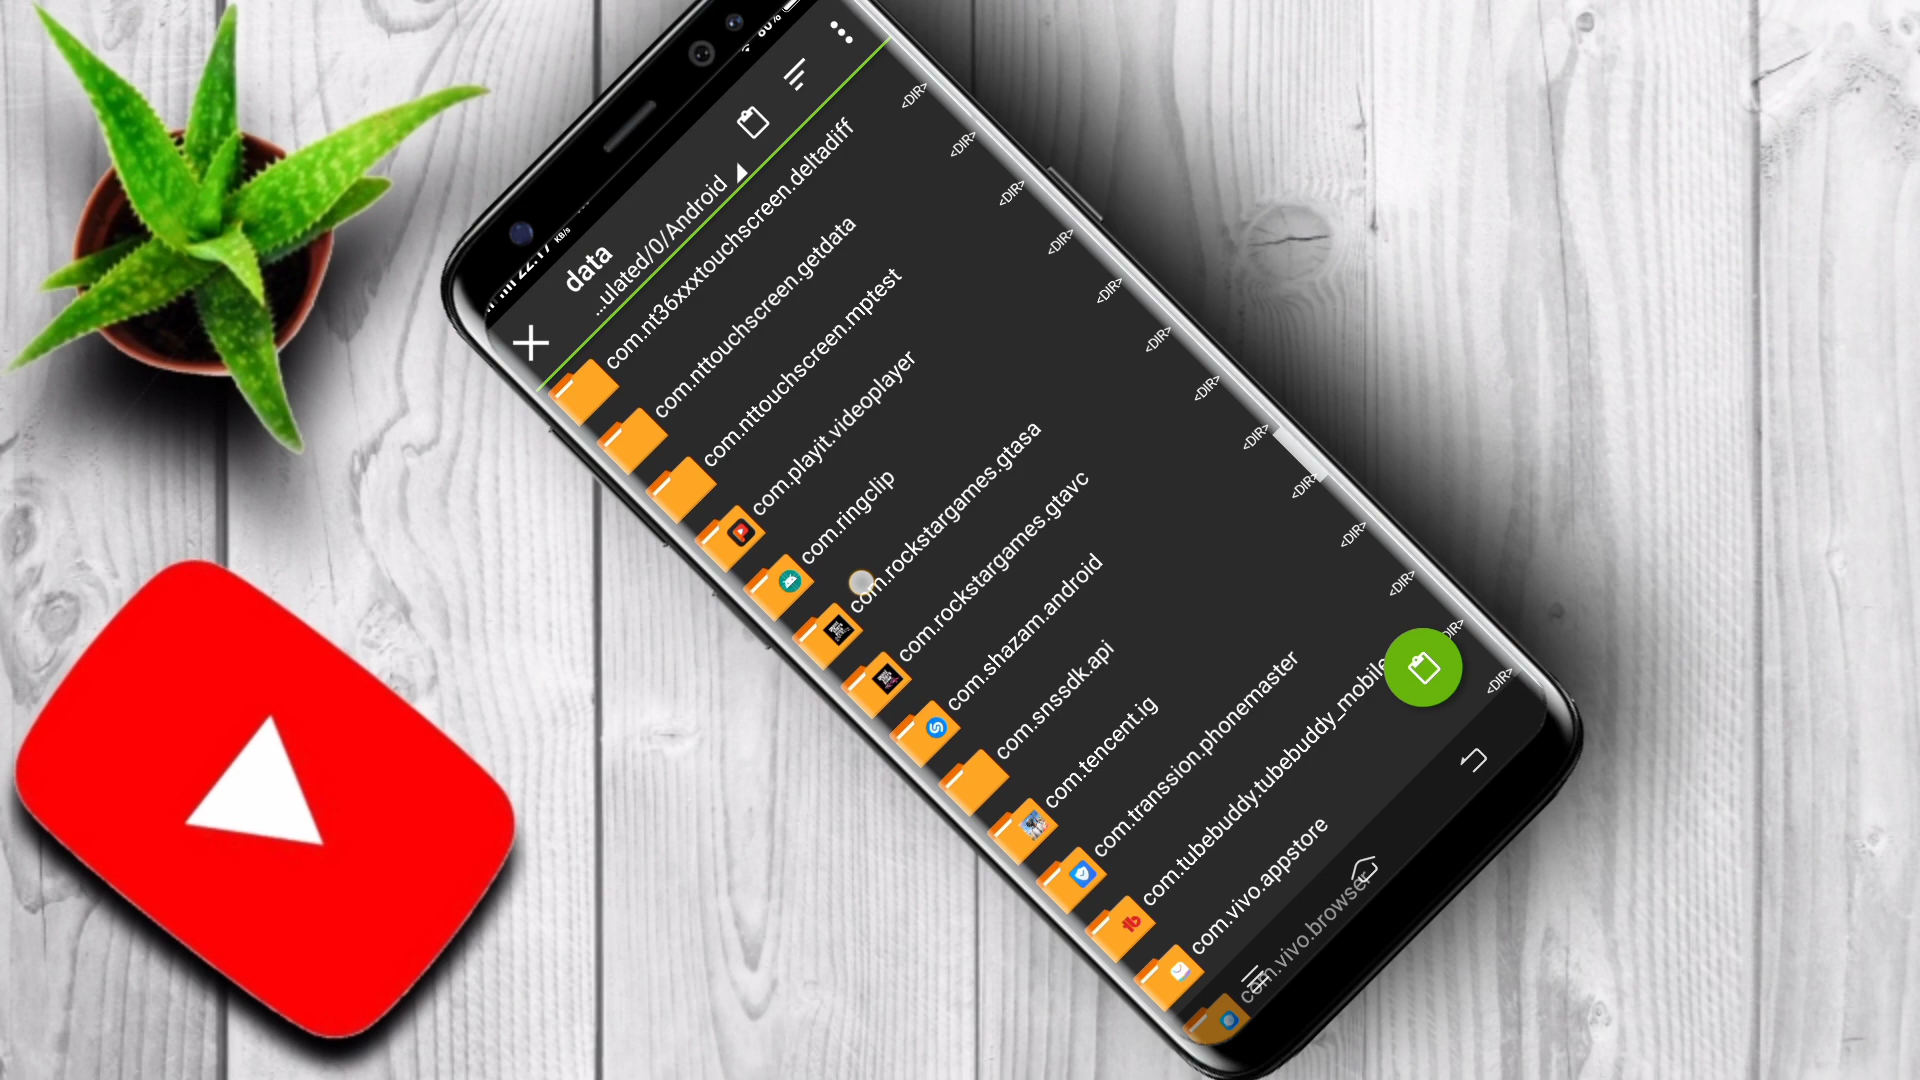 80%
KB/s
data
...ulated/0/Android
com.nt36xxxtouchscreen.deltadiff
<DIR>
com.nttouchscreen.getdata
<DIR>
com.nttouchscreen.mptest
<DIR>
com.playit.videoplayer
<DIR>
com.ringclip
<DIR>
com.rockstargames.gtasa
<DIR>
com.rockstargames.gtavc
<DIR>
com.shazam.android
<DIR>
com.snssdk.api
<DIR>
com.tencent.ig
<DIR>
com.transsion.phonemaster
<DIR>
com.tubebuddy.tubebuddy_mobile
DIR>
com.vivo.appstore
<DIR>
com.vivo.browser